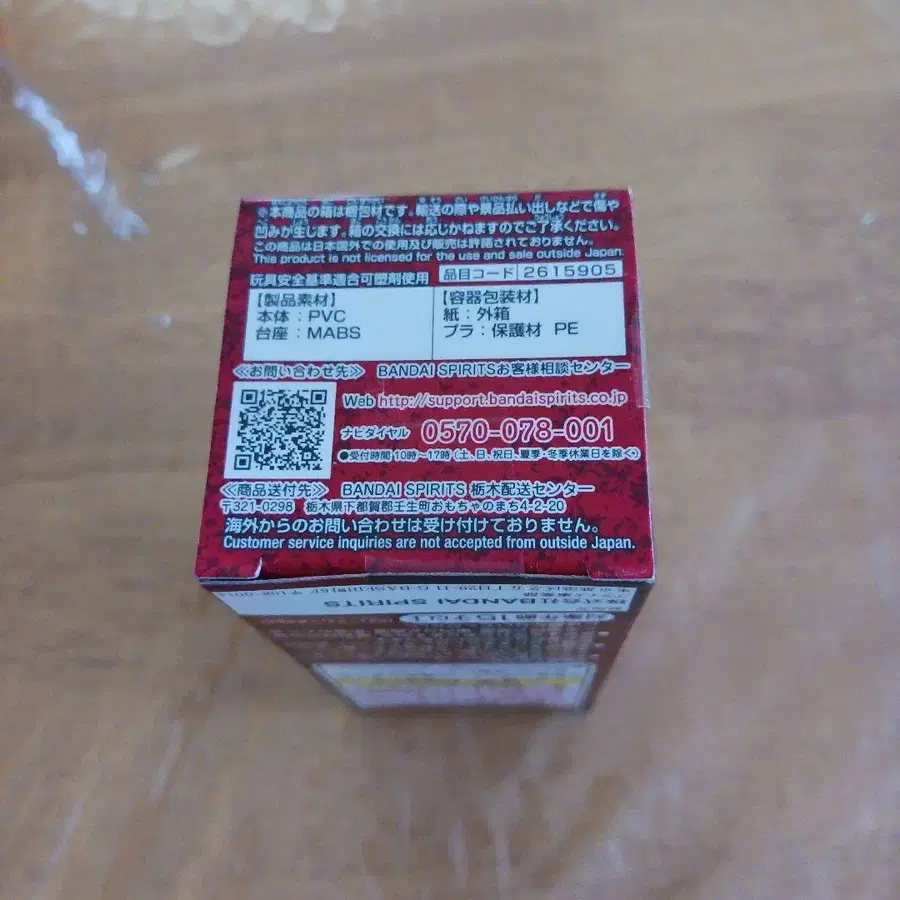 ※本商品の箱は梱包材です。輸送の際や景品払い出しなどで傷や
凹みが生じます。箱の交換には応じかねますのでご了承ください。
この商品は日本国外での使用及び販売は許諾されておりません。
This product is not licensed for the use and sale outside Japan.
玩具安全基準適合可塑剤使用
品目コード 2615905
【製品素材】
本体：PVC
台座：MABS
【容器包装材】
紙：外箱
プラ：保護材 PE
≪お問い合わせ先≫ BANDAI SPIRITSお客様相談センター
Web http://support.bandaispirits.co.jp
ナビダイヤル 0570-078-001
●受付時間 10時～17時 (土、日、祝日、夏季・冬季休業日を除く)
≪商品送付先≫ BANDAI SPIRITS 栃木配送センター
〒321-0298 栃木県下都賀郡壬生町おもちゃのまち4-2-20
海外からのお問い合わせは受け付けておりません。
Customer service inquiries are not accepted from outside Japan.
株式会社BANDAI SPIRITS